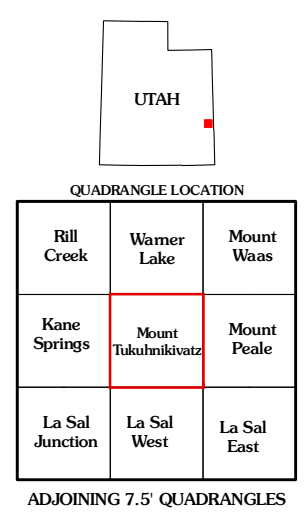 UTAH
QUADRANGLE LOCATION
Rill
Creek
Warner
Lake
Mount
Waas
Kane
Springs
Mount
Tukuhnikivatz
Mount
Peale
La Sal
Junction
La Sal
West
La Sal
East
ADJOINING 7.5' QUADRANGLES